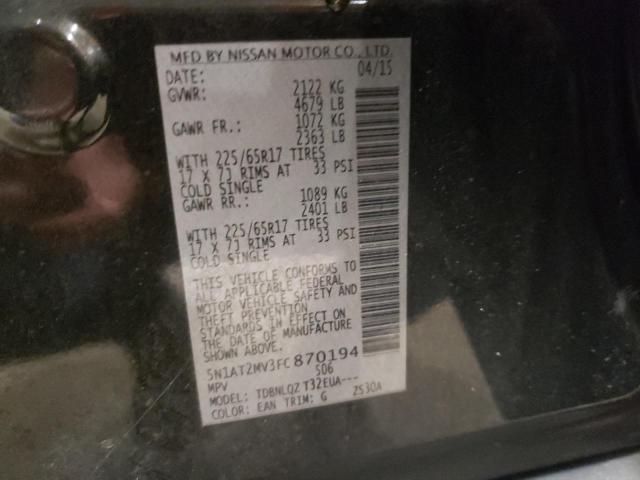 MFD BY NISSAN MOTOR CO., LTD.
DATE: 04/15
GVWR: 2122 KG
4679 LB
GAWR FR.: 1072 KG
2363 LB
WITH 225/65R17 TIRES
17 X 7J RIMS AT 33 PSI
COLD SINGLE
GAWR RR.: 1089 KG
2401 LB
WITH 225/65R17 TIRES
17 X 7J RIMS AT 33 PSI
COLD SINGLE
THIS VEHICLE CONFORMS TO
ALL APPLICABLE FEDERAL
MOTOR VEHICLE SAFETY AND
THEFT PREVENTION
STANDARDS IN EFFECT ON
THE DATE OF MANUFACTURE
SHOWN ABOVE.
5N1AT2MV3FC870194
MPV S06
MODEL: TDBNLQZ T32EUA---
COLOR: EAN TRIM: G 2S30A